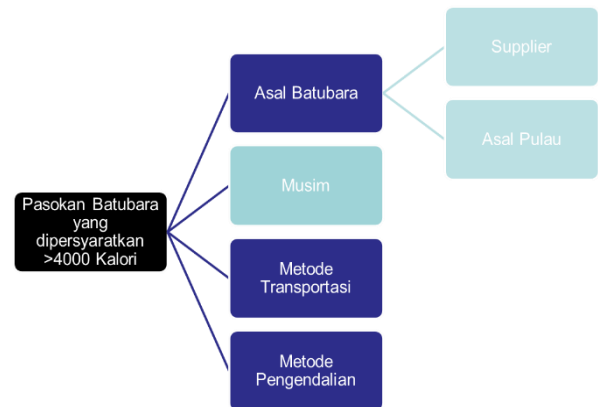 Supplier
Asal Batubara
Asal Pulau
Musim
Pasokan Batubara
yang
dipersyaratkan
>4000 Kalori
Metode
Transportasi
Metode
Pengendalian